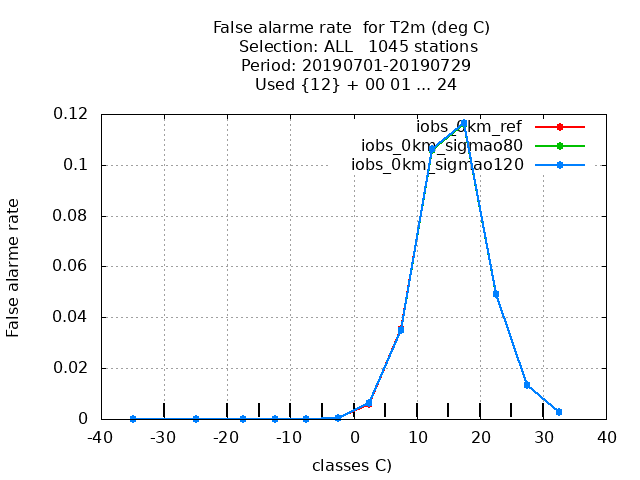 False alarme rate  for T2m (deg C)
Selection: ALL   1045 stations
Period: 20190701-20190729
Used {12} + 00 01 ... 24
iobs_0km_ref
iobs_0km_sigmao80
iobs_0km_sigmao120
False alarme rate
0.12
0.1
0.08
0.06
0.04
0.02
0
-40 -30 -20 -10 0 10 20 30 40
classes C)